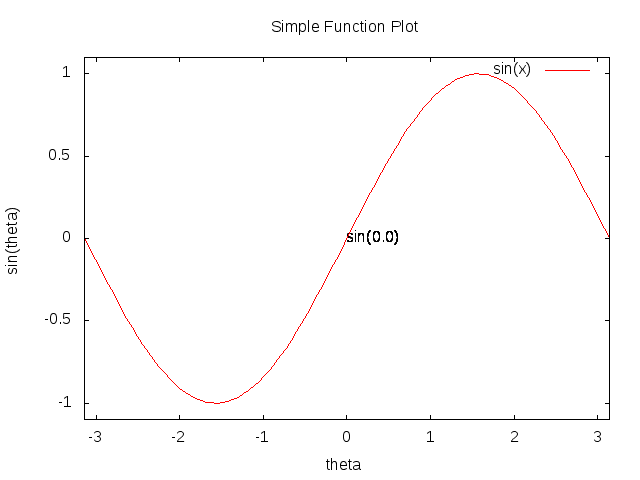 Simple Function Plot
sin(x)
1
0.5
0
-0.5
-1
sin(theta)
sin(0.0)
-3 -2 -1 0 1 2 3
theta